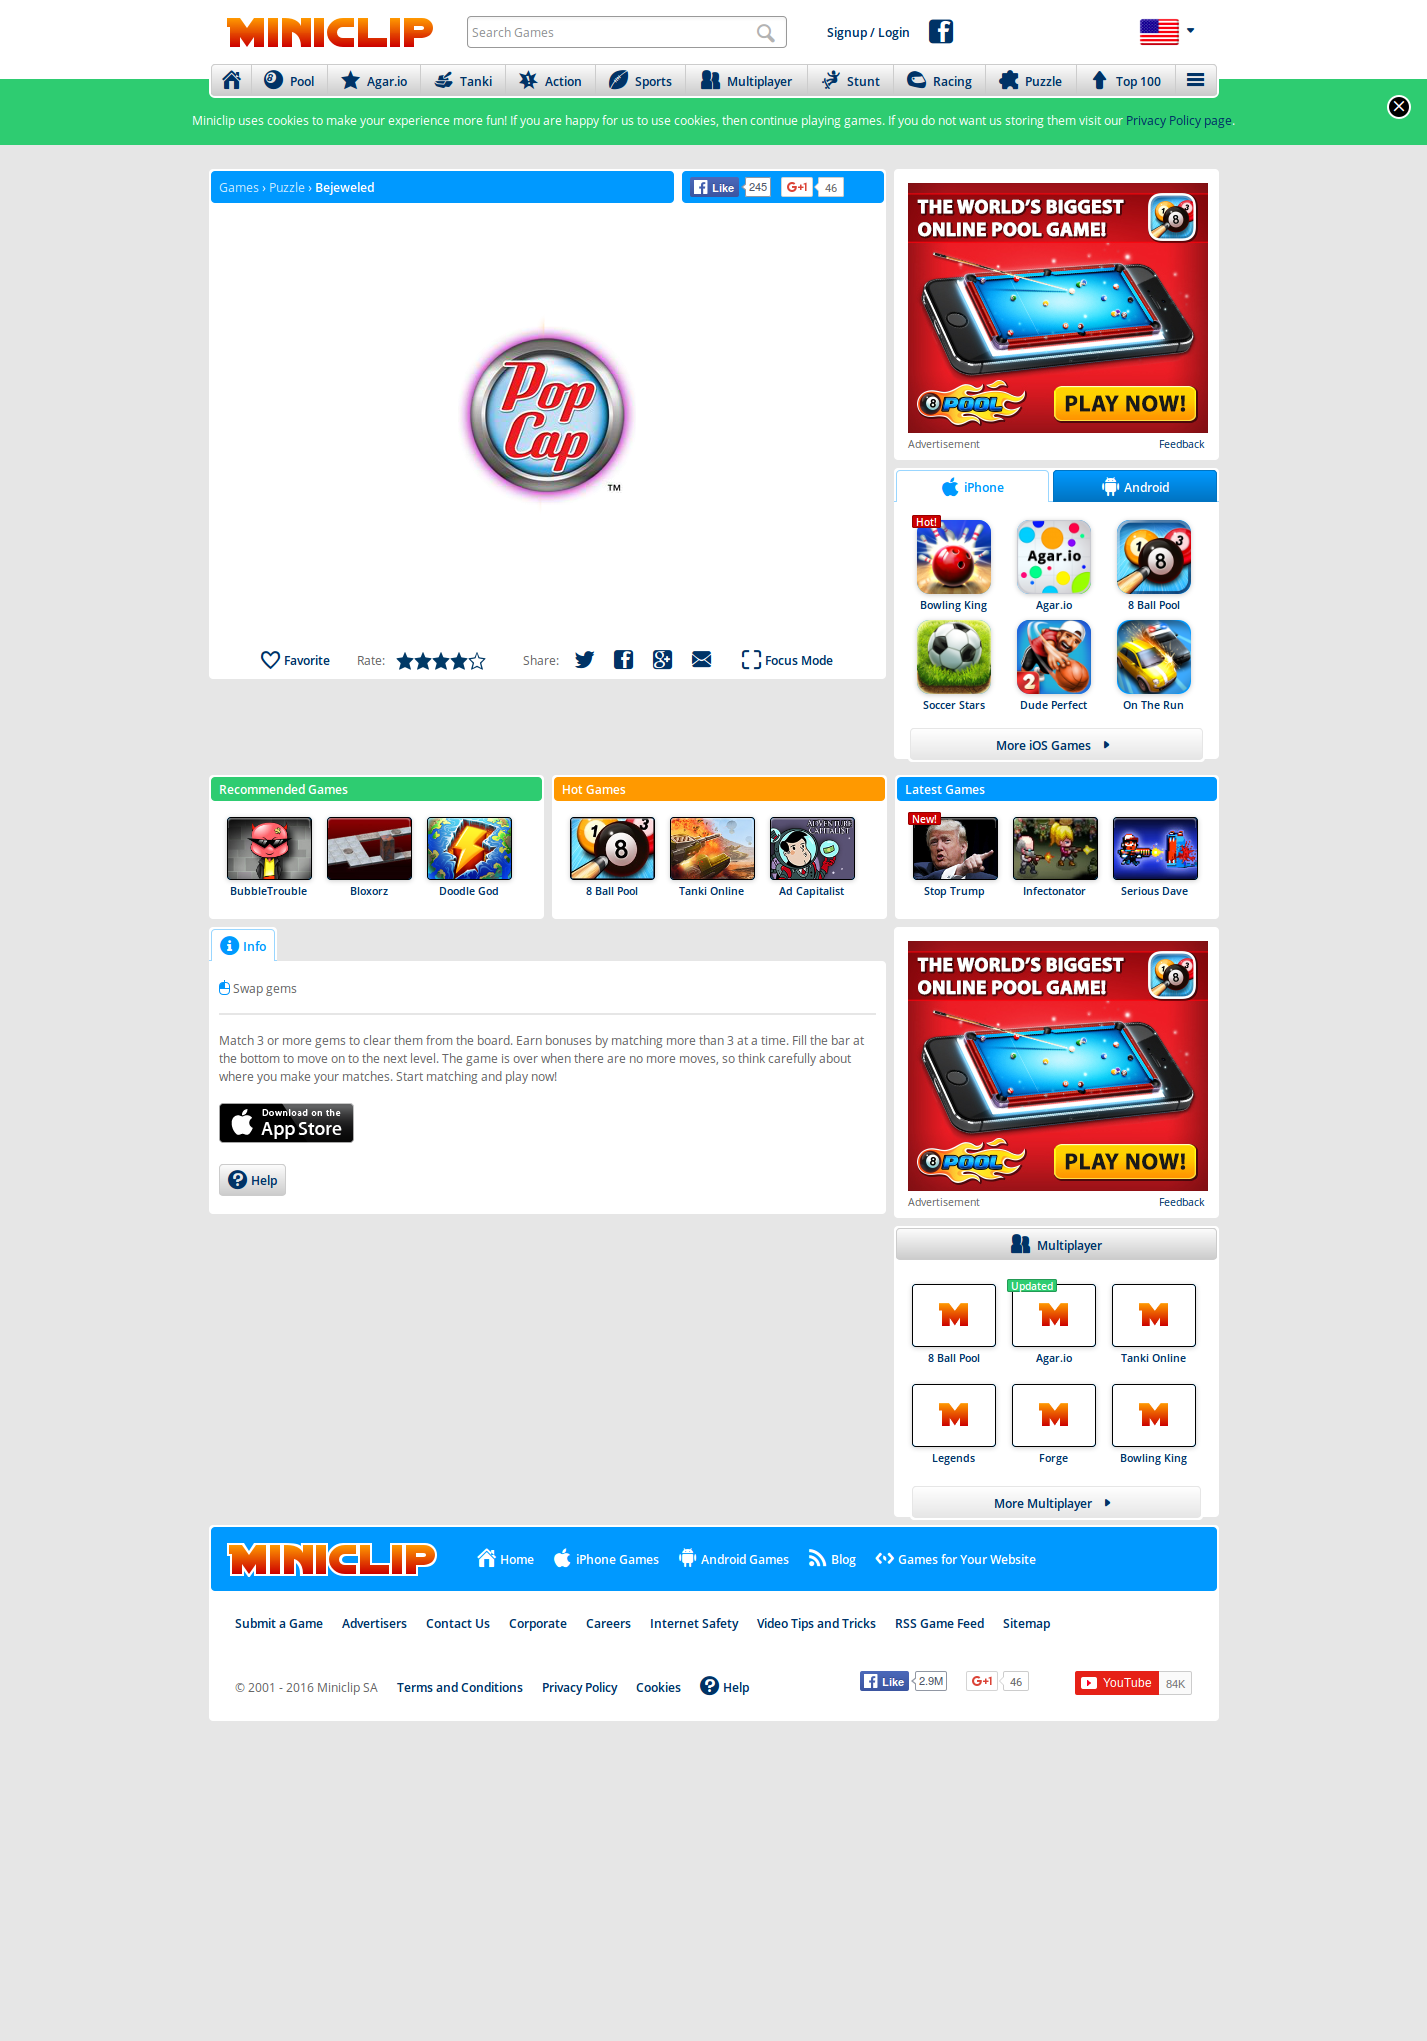 MINICLIP
Search Games
Signup / Login
Pool
Agar.io
Tanki
Action
Sports
Multiplayer
Stunt
Racing
Puzzle
Top 100
Miniclip uses cookies to make your experience more fun! If you are happy for us to use cookies, then continue playing games. If you do not want us storing them visit our Privacy Policy page.
Games › Puzzle › Bejeweled
Like 245
G+1 46
Pop
Cap
™
Favorite
Rate:
Share:
Focus Mode
THE WORLD'S BIGGEST
ONLINE POOL GAME!
8 POOL
PLAY NOW!
Advertisement
Feedback
iPhone
Android
Hot!
Agar.io
1 3
8
Bowling King
Agar.io
8 Ball Pool
2
Soccer Stars
Dude Perfect
On The Run
More iOS Games
Recommended Games
BubbleTrouble
Bloxorz
Doodle God
Hot Games
1 3
8
ADVENTURE
CAPITALIST
8 Ball Pool
Tanki Online
Ad Capitalist
Latest Games
New!
Stop Trump
Infectonator
Serious Dave
Info
Swap gems
Match 3 or more gems to clear them from the board. Earn bonuses by matching more than 3 at a time. Fill the bar at
the bottom to move on to the next level. The game is over when there are no more moves, so think carefully about
where you make your matches. Start matching and play now!
Download on the
App Store
Help
THE WORLD'S BIGGEST
ONLINE POOL GAME!
8 POOL
PLAY NOW!
Advertisement
Feedback
Multiplayer
Updated
M
M
M
8 Ball Pool
Agar.io
Tanki Online
M
M
M
Legends
Forge
Bowling King
More Multiplayer
MINICLIP
Home
iPhone Games
Android Games
Blog
Games for Your Website
Submit a Game
Advertisers
Contact Us
Corporate
Careers
Internet Safety
Video Tips and Tricks
RSS Game Feed
Sitemap
© 2001 - 2016 Miniclip SA
Terms and Conditions
Privacy Policy
Cookies
Help
Like 2.9M
G+1 46
YouTube 84K